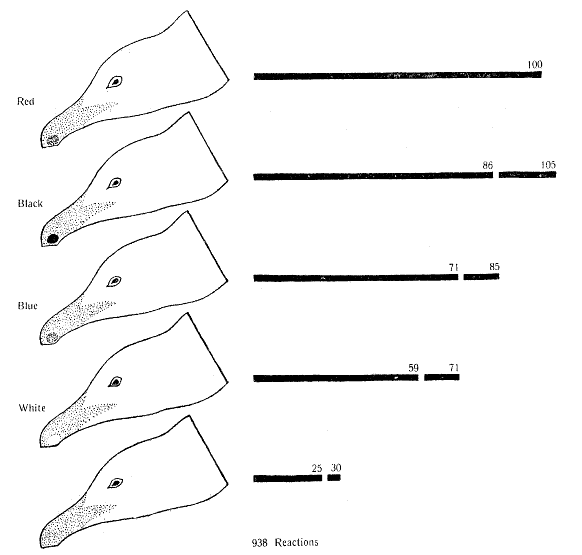 100
Red
86 105
Black
71 85
Blue
59 71
White
25 30
938 Reactions